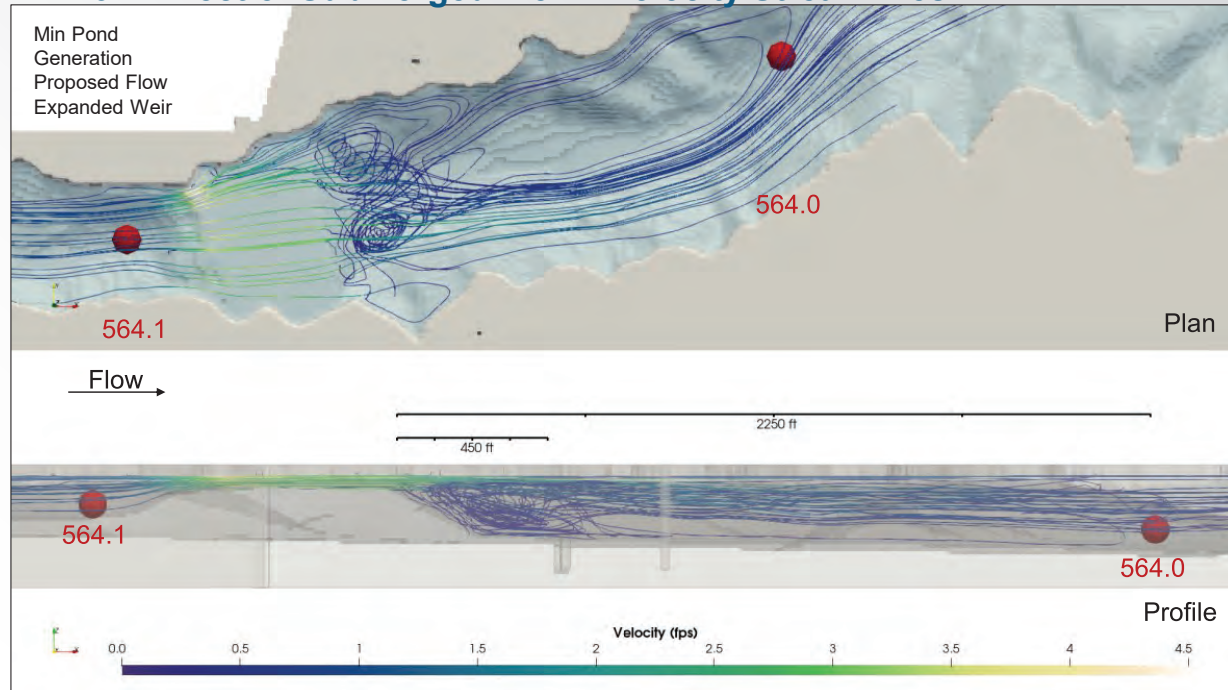 Min Pond
Generation
Proposed Flow
Expanded Weir
564.0
564.1
Plan
Flow
2250 ft
450 ft
564.1
564.0
Profile
Velocity (fps)
0.0 0.5 1 1.5 2 2.5 3 3.5 4 4.5